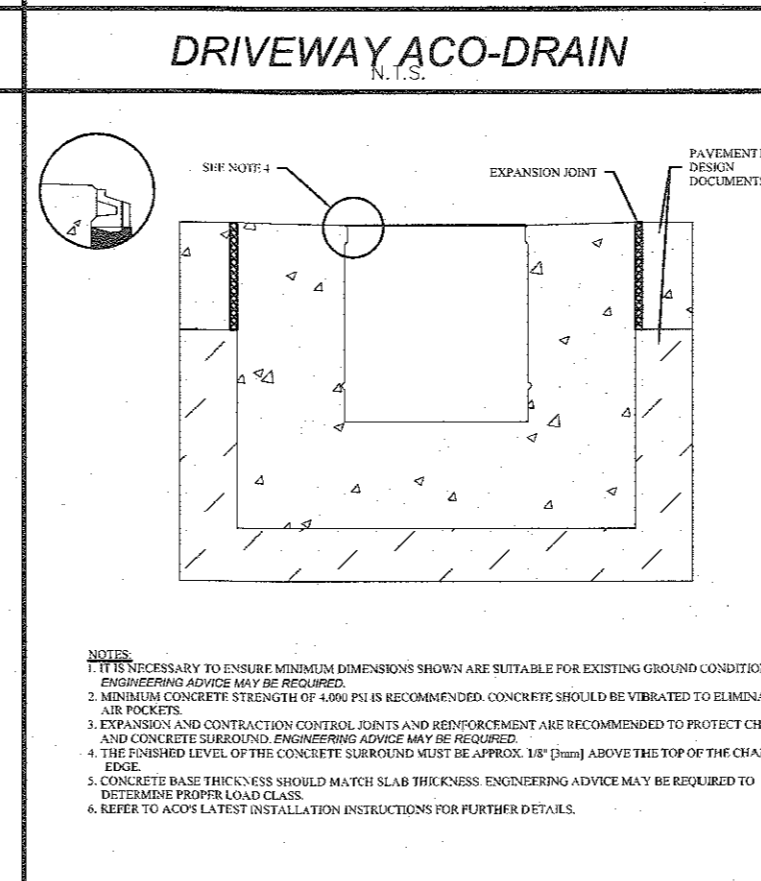 DRIVEWAY ACO-DRAIN
N.T.S.
SEE NOTE 4
EXPANSION JOINT
PAVEMENT
DESIGN
DOCUMENTS
NOTES:
1. IT IS NECESSARY TO ENSURE MINIMUM DIMENSIONS SHOWN ARE SUITABLE FOR EXISTING GROUND CONDITIO
ENGINEERING ADVICE MAY BE REQUIRED.
2. MINIMUM CONCRETE STRENGTH OF 4,000 PSI IS RECOMMENDED. CONCRETE SHOULD BE VIBRATED TO ELIMINA
AIR POCKETS.
3. EXPANSION AND CONTRACTION CONTROL JOINTS AND REINFORCEMENT ARE RECOMMENDED TO PROTECT CH
AND CONCRETE SURROUND. ENGINEERING ADVICE MAY BE REQUIRED.
4. THE FINISHED LEVEL OF THE CONCRETE SURROUND MUST BE APPROX. 1/8" [3mm] ABOVE THE TOP OF THE CHA
EDGE.
5. CONCRETE BASE THICKNESS SHOULD MATCH SLAB THICKNESS. ENGINEERING ADVICE MAY BE REQUIRED TO
DETERMINE PROPER LOAD CLASS.
6. REFER TO ACO'S LATEST INSTALLATION INSTRUCTIONS FOR FURTHER DETAILS.